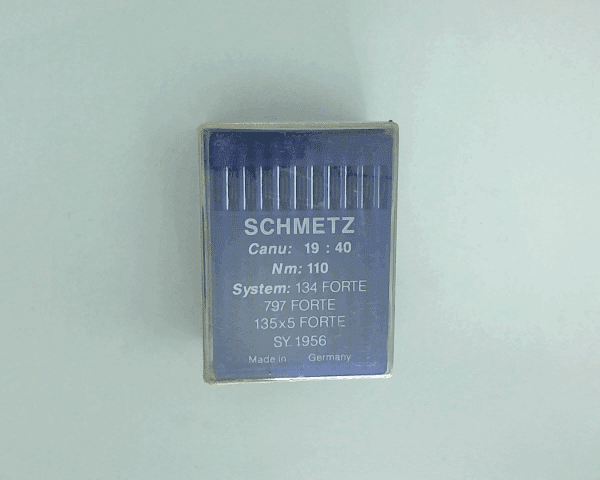 SCHMETZ
Canu: 19 : 40
Nm: 110
System: 134 FORTE
797 FORTE
135x5 FORTE
SY 1956
Made in Germany